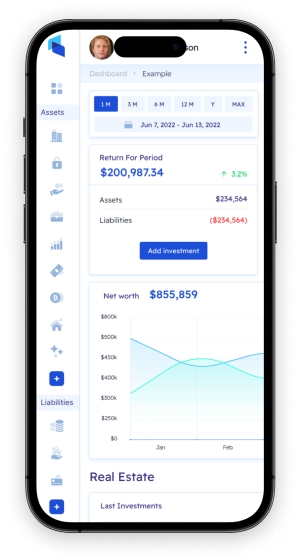 son
Dashboard > Example
Assets
1 M 3 M 6 M 12 M Y MAX
Jun 7, 2022 - Jun 13, 2022
Return For Period
$200,987.34 ↑ 3.2%
Assets $234,564
Liabilities ($234,564)
Add investment
Net worth $855,859
$800k
$500k
$450k
$400k
$300k
$250k
$0
Jan Feb
Liabilities
Real Estate
Last Investments